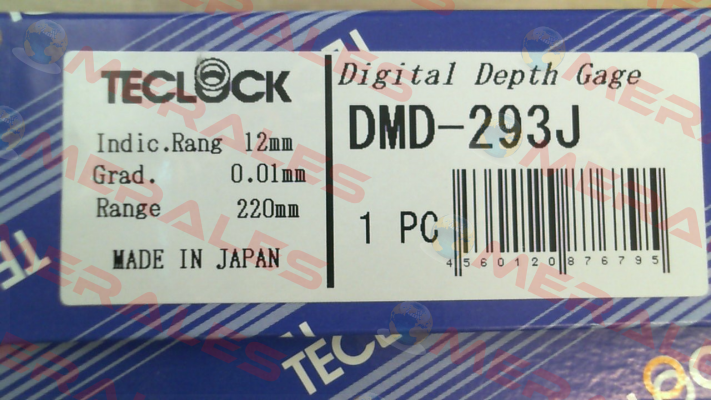 TECLOCK
Indic.Rang 12mm
Grad. 0.01mm
Range 220mm
MADE IN JAPAN
Digital Depth Gage
DMD-293J
1 PC
4560120876795
TECLOCK
MERALES